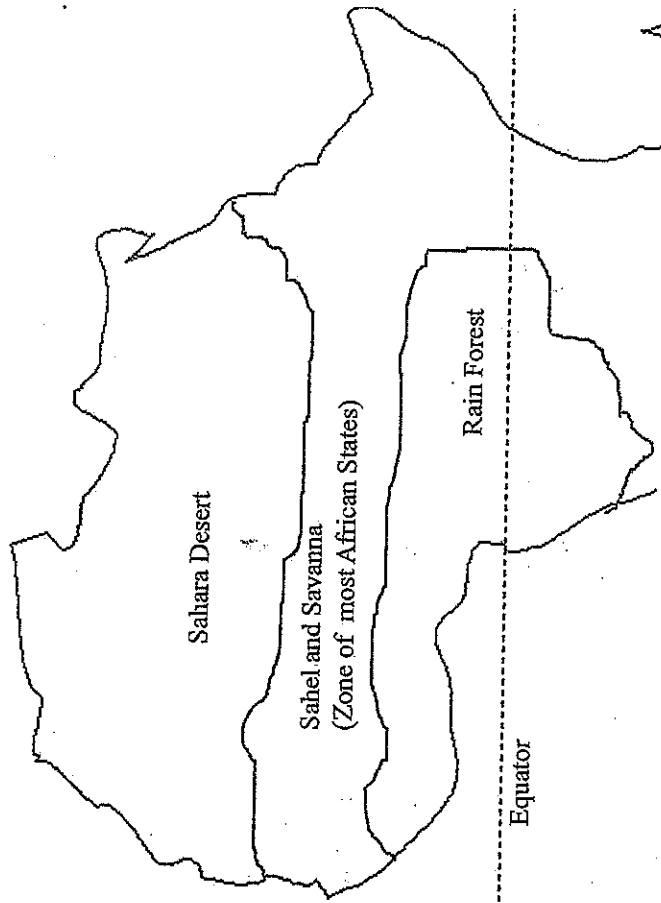 Sahara Desert
Sahel and Savanna
(Zone of most African States)
Rain Forest
Equator